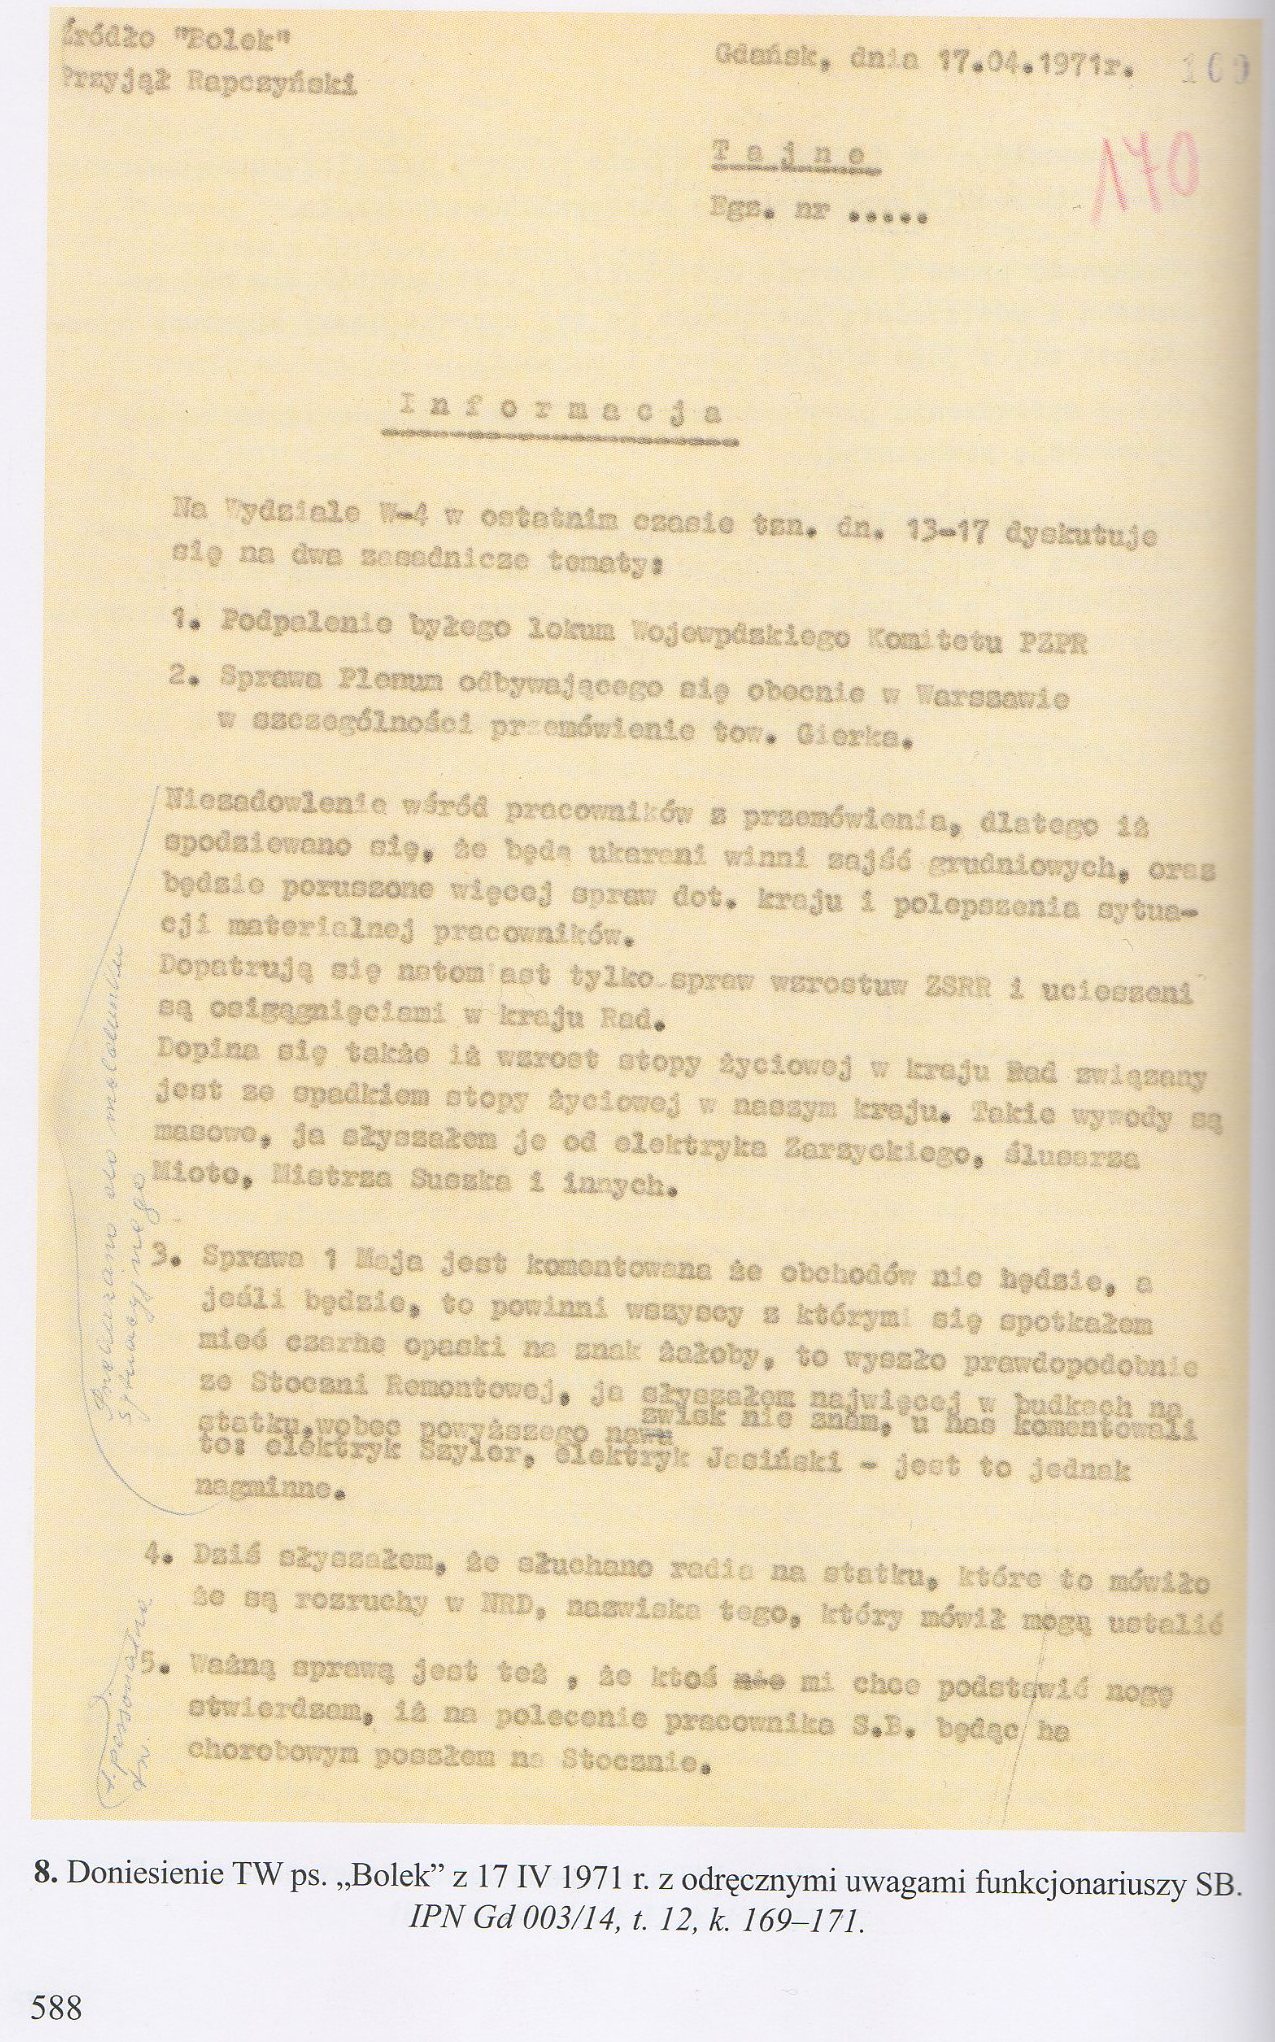 źródło "Bolek"
Przyjął Rapczyński
Gdańsk, dnia 17.04.1971r.
169
170
T a j n e
Egz. nr .....
I n f o r m a c j a
Na Wydziale W-4 w ostatnim czasie tzn. dn. 13-17 dyskutuje
się na dwa zasadnicze tematy:
1. Podpalenie byłego lokum Wojewpdzkiego Komitetu PZPR
2. Sprawa Plenum odbywającego się obecnie w Warszawie
w szczególności przemówienie tow. Gierka.
Niezadowlenie wśród pracowników z przemówienia, dlatego iż
spodziewano się, że będą ukarani winni zajść grudniowych, oraz
będzie poruszone więcej spraw dot. kraju i polepszenia sytua-
cji materialnej pracowników.
Dopatrują się natomiast tylko spraw wzrostuw ZSRR i ucieszeni
są osigągnięciami w kraju Rad.
Dopina się także iż wzrost stopy życiowej w kraju Rad związany
jest ze spadkiem stopy życiowej w naszym kraju. Takie wywody są
masowe, ja słyszałem je od elektryka Zarzyckiego, ślusarza
Mioto, Mistrza Suszka i innych.
3. Sprawa 1 Maja jest komentowana że obchodów nie będzie, a
jeśli będzie, to powinni wszyscy z którymi się spotkałem
mieć czarne opaski na znak żałoby, to wyszło prawdopodobnie
ze Stoczni Remontowej, ja słyszałem najwięcej w budkach na
statku,wobec powyższego nazwisk nie znam, u nas komentowali
to: elektryk Szyler, elektryk Jasiński - jest to jednak
nagminne.
4. Dziś słyszałem, że słuchano radia na statku, które to mówiło
że są rozruchy w NRD, nazwiska tego, który mówił mogą ustalić
5. Ważną sprawą jest też , że ktoś nie mi chce podstawić nogę
stwierdzam, iż na polecenie pracownika S.B. będąc na
chorobowym poszłem na Stocznie.
8. Doniesienie TW ps. „Bolek” z 17 IV 1971 r. z odręcznymi uwagami funkcjonariuszy SB.
IPN Gd 003/14, t. 12, k. 169–171.
588